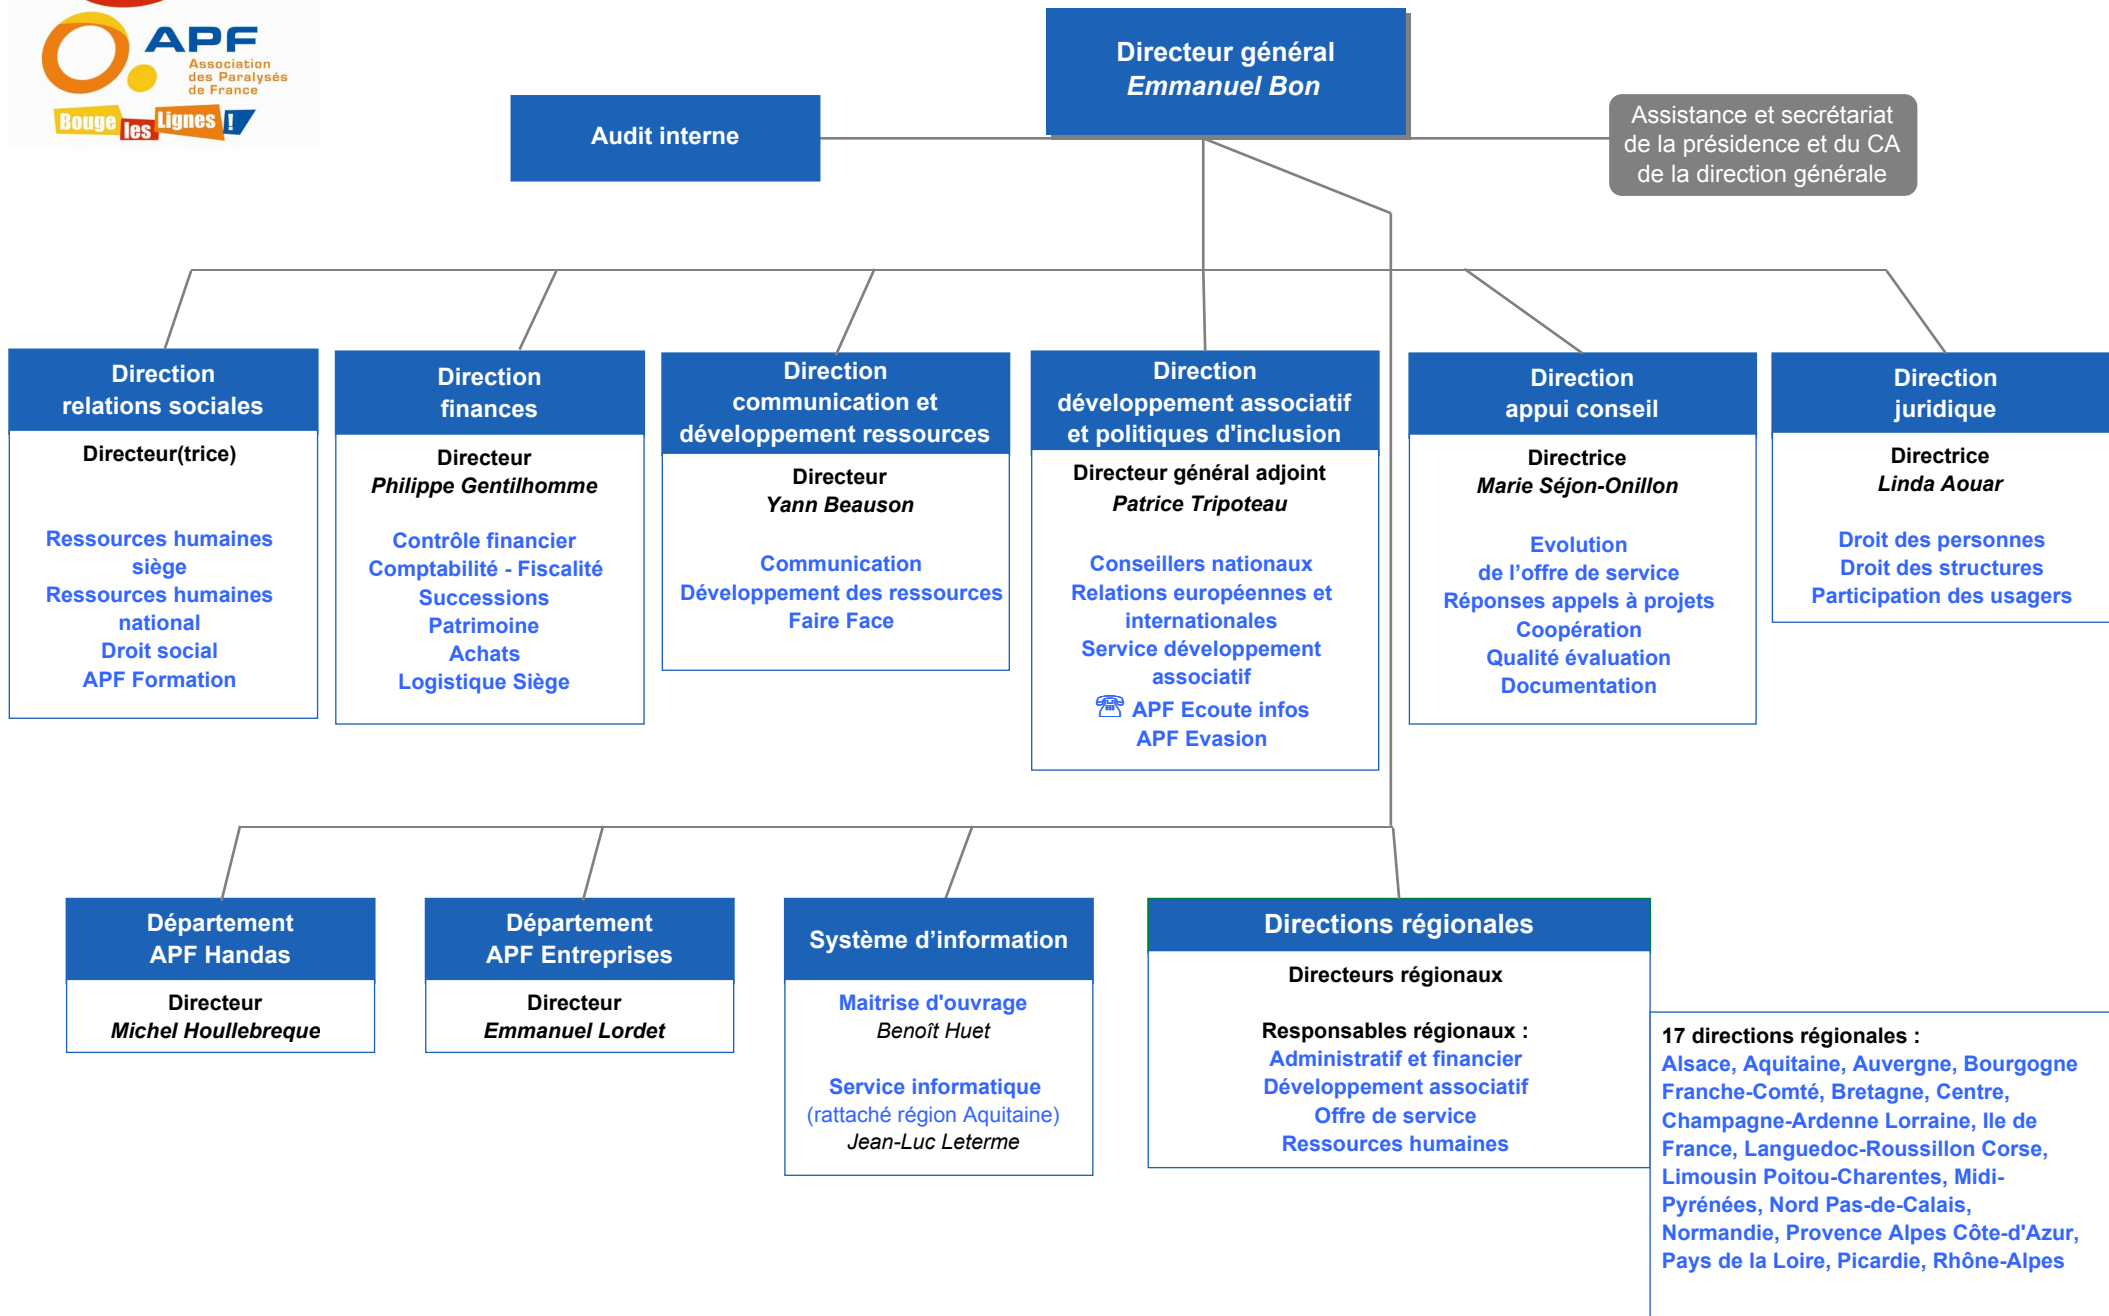 APF
Association
des Paralysés
de France
Bouge les Lignes !
Directeur général
Emmanuel Bon
Audit interne
Assistance et secrétariat
de la présidence et du CA
de la direction générale
Direction
relations sociales
Directeur(trice)
Ressources humaines
siège
Ressources humaines
national
Droit social
APF Formation
Direction
finances
Directeur
Philippe Gentilhomme
Contrôle financier
Comptabilité - Fiscalité
Successions
Patrimoine
Achats
Logistique Siège
Direction
communication et
développement ressources
Directeur
Yann Beauson
Communication
Développement des ressources
Faire Face
Direction
développement associatif
et politiques d'inclusion
Directeur général adjoint
Patrice Tripoteau
Conseillers nationaux
Relations européennes et
internationales
Service développement
associatif
APF Ecoute infos
APF Evasion
Direction
appui conseil
Directrice
Marie Séjon-Onillon
Evolution
de l’offre de service
Réponses appels à projets
Coopération
Qualité évaluation
Documentation
Direction
juridique
Directrice
Linda Aouar
Droit des personnes
Droit des structures
Participation des usagers
Département
APF Handas
Directeur
Michel Houllebreque
Département
APF Entreprises
Directeur
Emmanuel Lordet
Système d’information
Maitrise d'ouvrage
Benoît Huet
Service informatique
(rattaché région Aquitaine)
Jean-Luc Leterme
Directions régionales
Directeurs régionaux
Responsables régionaux :
Administratif et financier
Développement associatif
Offre de service
Ressources humaines
17 directions régionales :
Alsace, Aquitaine, Auvergne, Bourgogne
Franche-Comté, Bretagne, Centre,
Champagne-Ardenne Lorraine, Ile de
France, Languedoc-Roussillon Corse,
Limousin Poitou-Charentes, Midi-
Pyrénées, Nord Pas-de-Calais,
Normandie, Provence Alpes Côte-d'Azur,
Pays de la Loire, Picardie, Rhône-Alpes